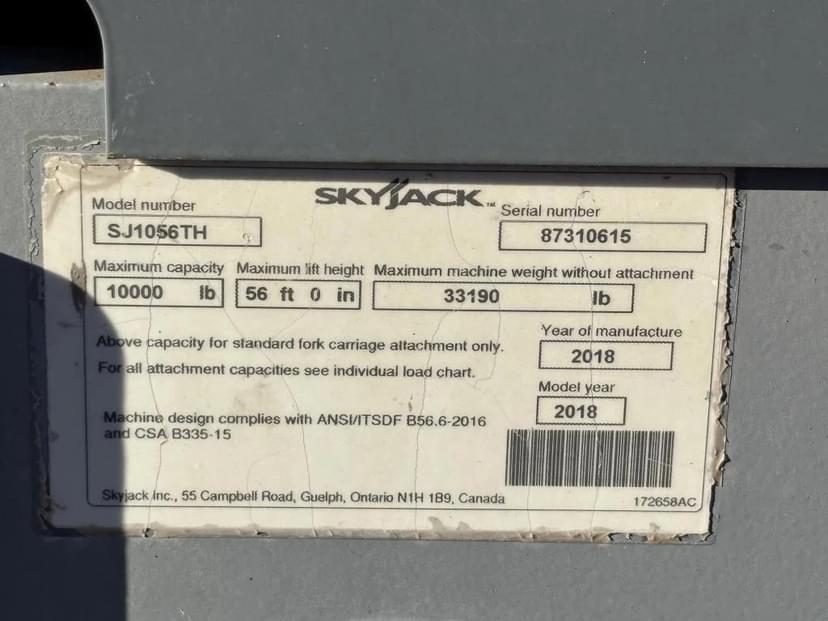 SKYJACK™
Model number
SJ1056TH
Serial number
87310615
Maximum capacity
10000 lb
Maximum lift height
56 ft 0 in
Maximum machine weight without attachment
33190 lb
Above capacity for standard fork carriage attachment only.
For all attachment capacities see individual load chart.
Year of manufacture
2018
Model year
2018
Machine design complies with ANSI/ITSDF B56.6-2016
and CSA B335-15
Skyjack Inc., 55 Campbell Road, Guelph, Ontario N1H 1B9, Canada
172658AC